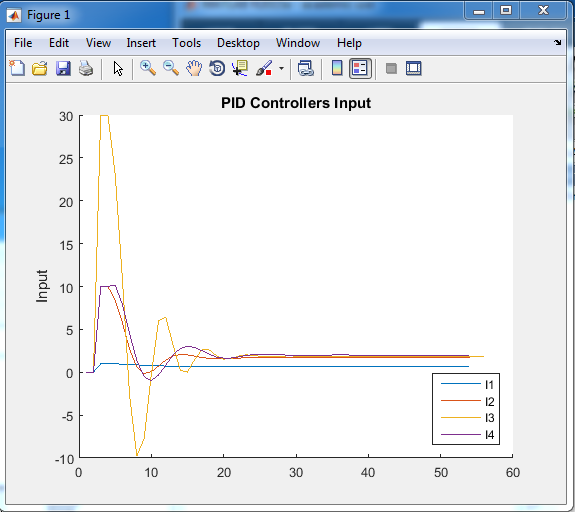 Figure 1
File Edit View Insert Tools Desktop Window Help
PID Controllers Input
30
25
20
15
10
5
0
-5
-10
Input
0 10 20 30 40 50 60
I1
I2
I3
I4